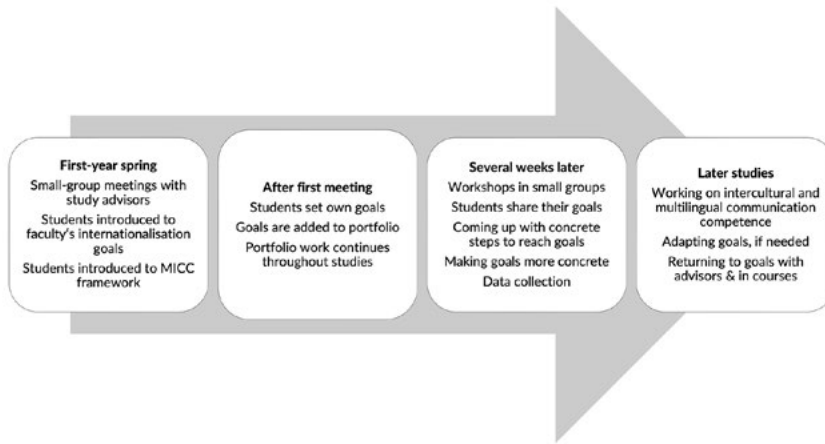 First-year spring
Small-group meetings with
study advisors
Students introduced to
faculty's internationalisation
goals
Students introduced to MICC
framework
After first meeting
Students set own goals
Goals are added to portfolio
Portfolio work continues
throughout studies
Several weeks later
Workshops in small groups
Students share their goals
Coming up with concrete
steps to reach goals
Making goals more concrete
Data collection
Later studies
Working on intercultural and
multilingual communication
competence
Adapting goals, if needed
Returning to goals with
advisors & in courses